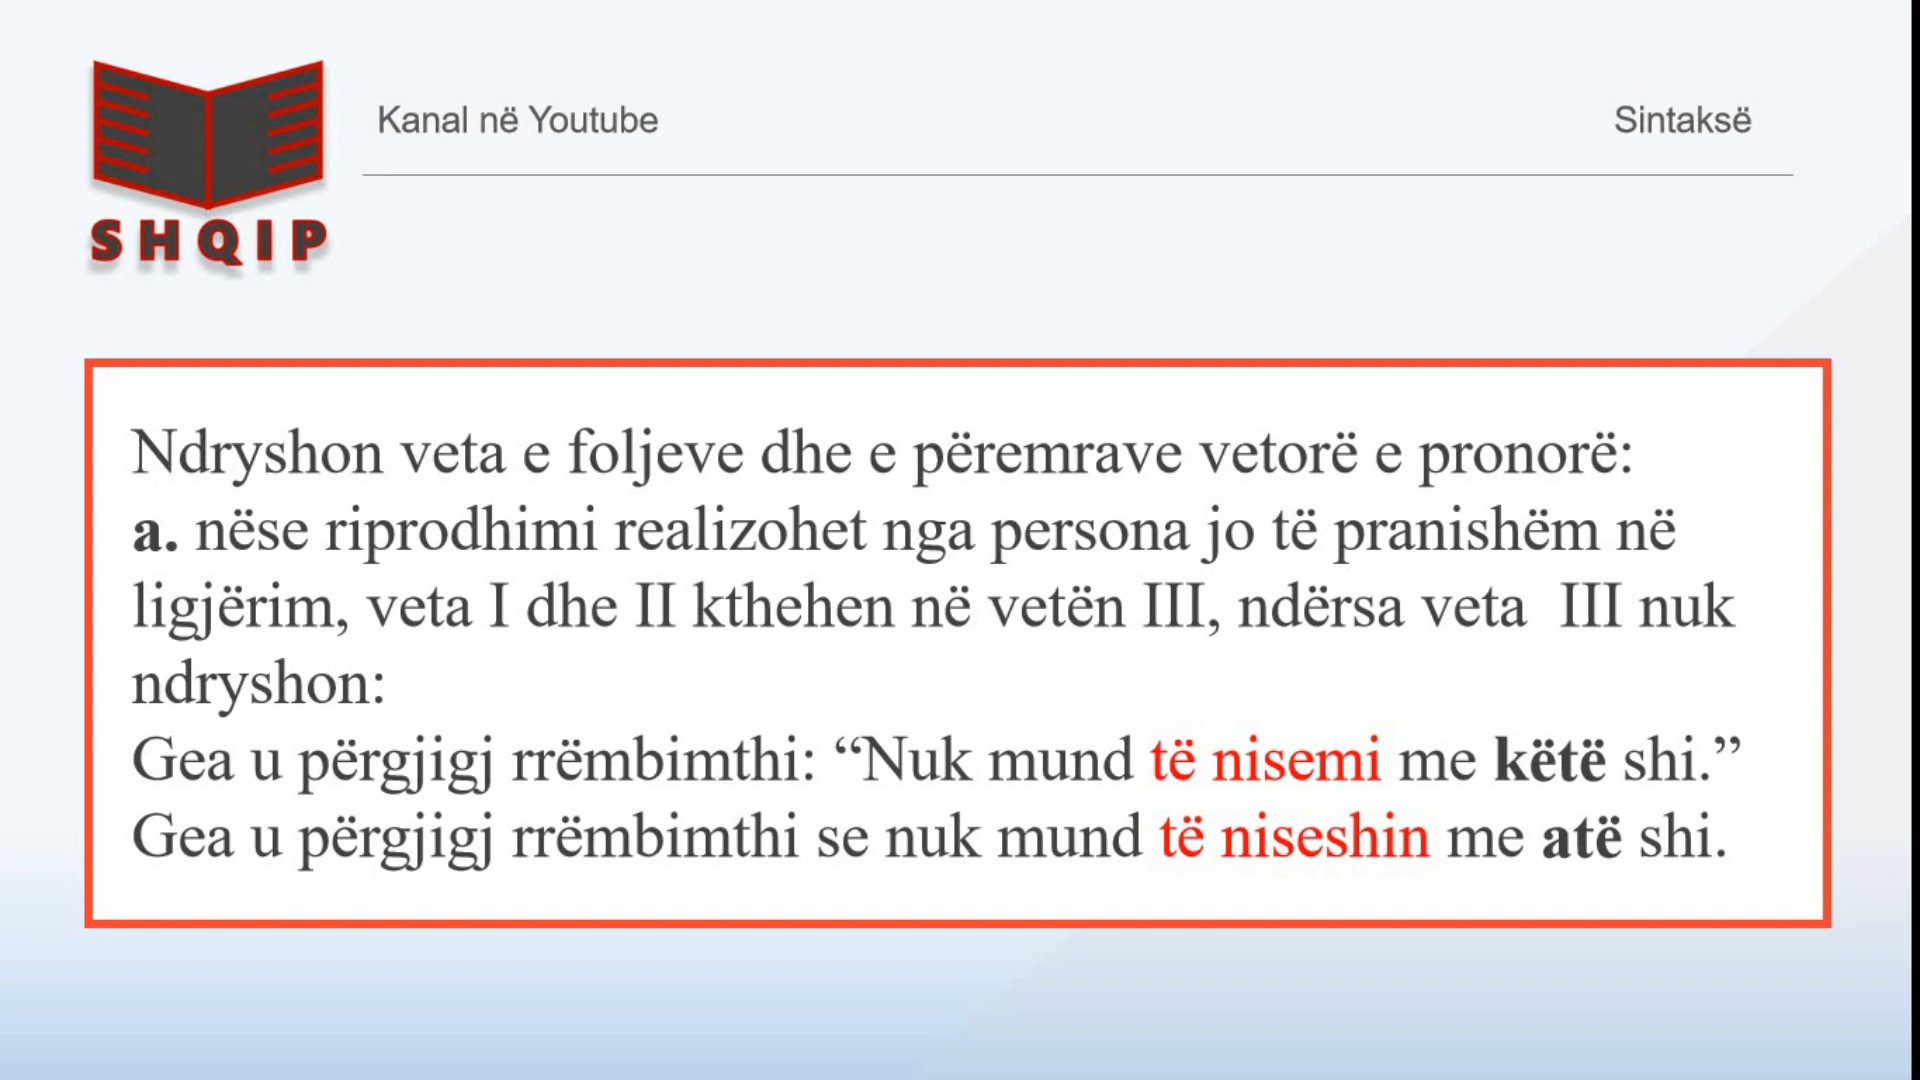 SHQIP
Kanal në Youtube
Sintaksë
Ndryshon veta e foljeve dhe e përemrave vetorë e pronorë:
a. nëse riprodhimi realizohet nga persona jo të pranishëm në
ligjërim, veta I dhe II kthehen në vetën III, ndërsa veta III nuk
ndryshon:
Gea u përgjigj rrëmbimthi: “Nuk mund të nisemi me këtë shi.”
Gea u përgjigj rrëmbimthi se nuk mund të niseshin me atë shi.